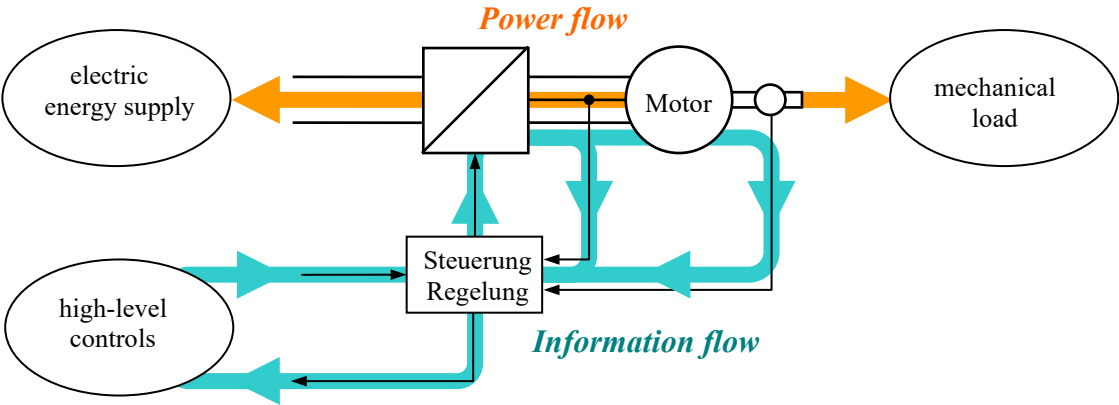 Power flow
electric
energy supply
Motor
mechanical
load
Steuerung
Regelung
high-level
controls
Information flow